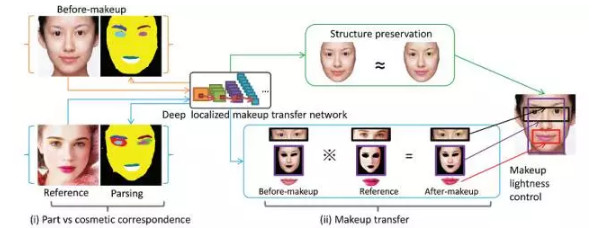 Before-makeup
Structure preservation
≈
...
Deep localized makeup transfer network
※
=
Before-makeup
Reference
After-makeup
Makeup
lightness
control
Reference
Parsing
(i) Part vs cosmetic correspondence
(ii) Makeup transfer